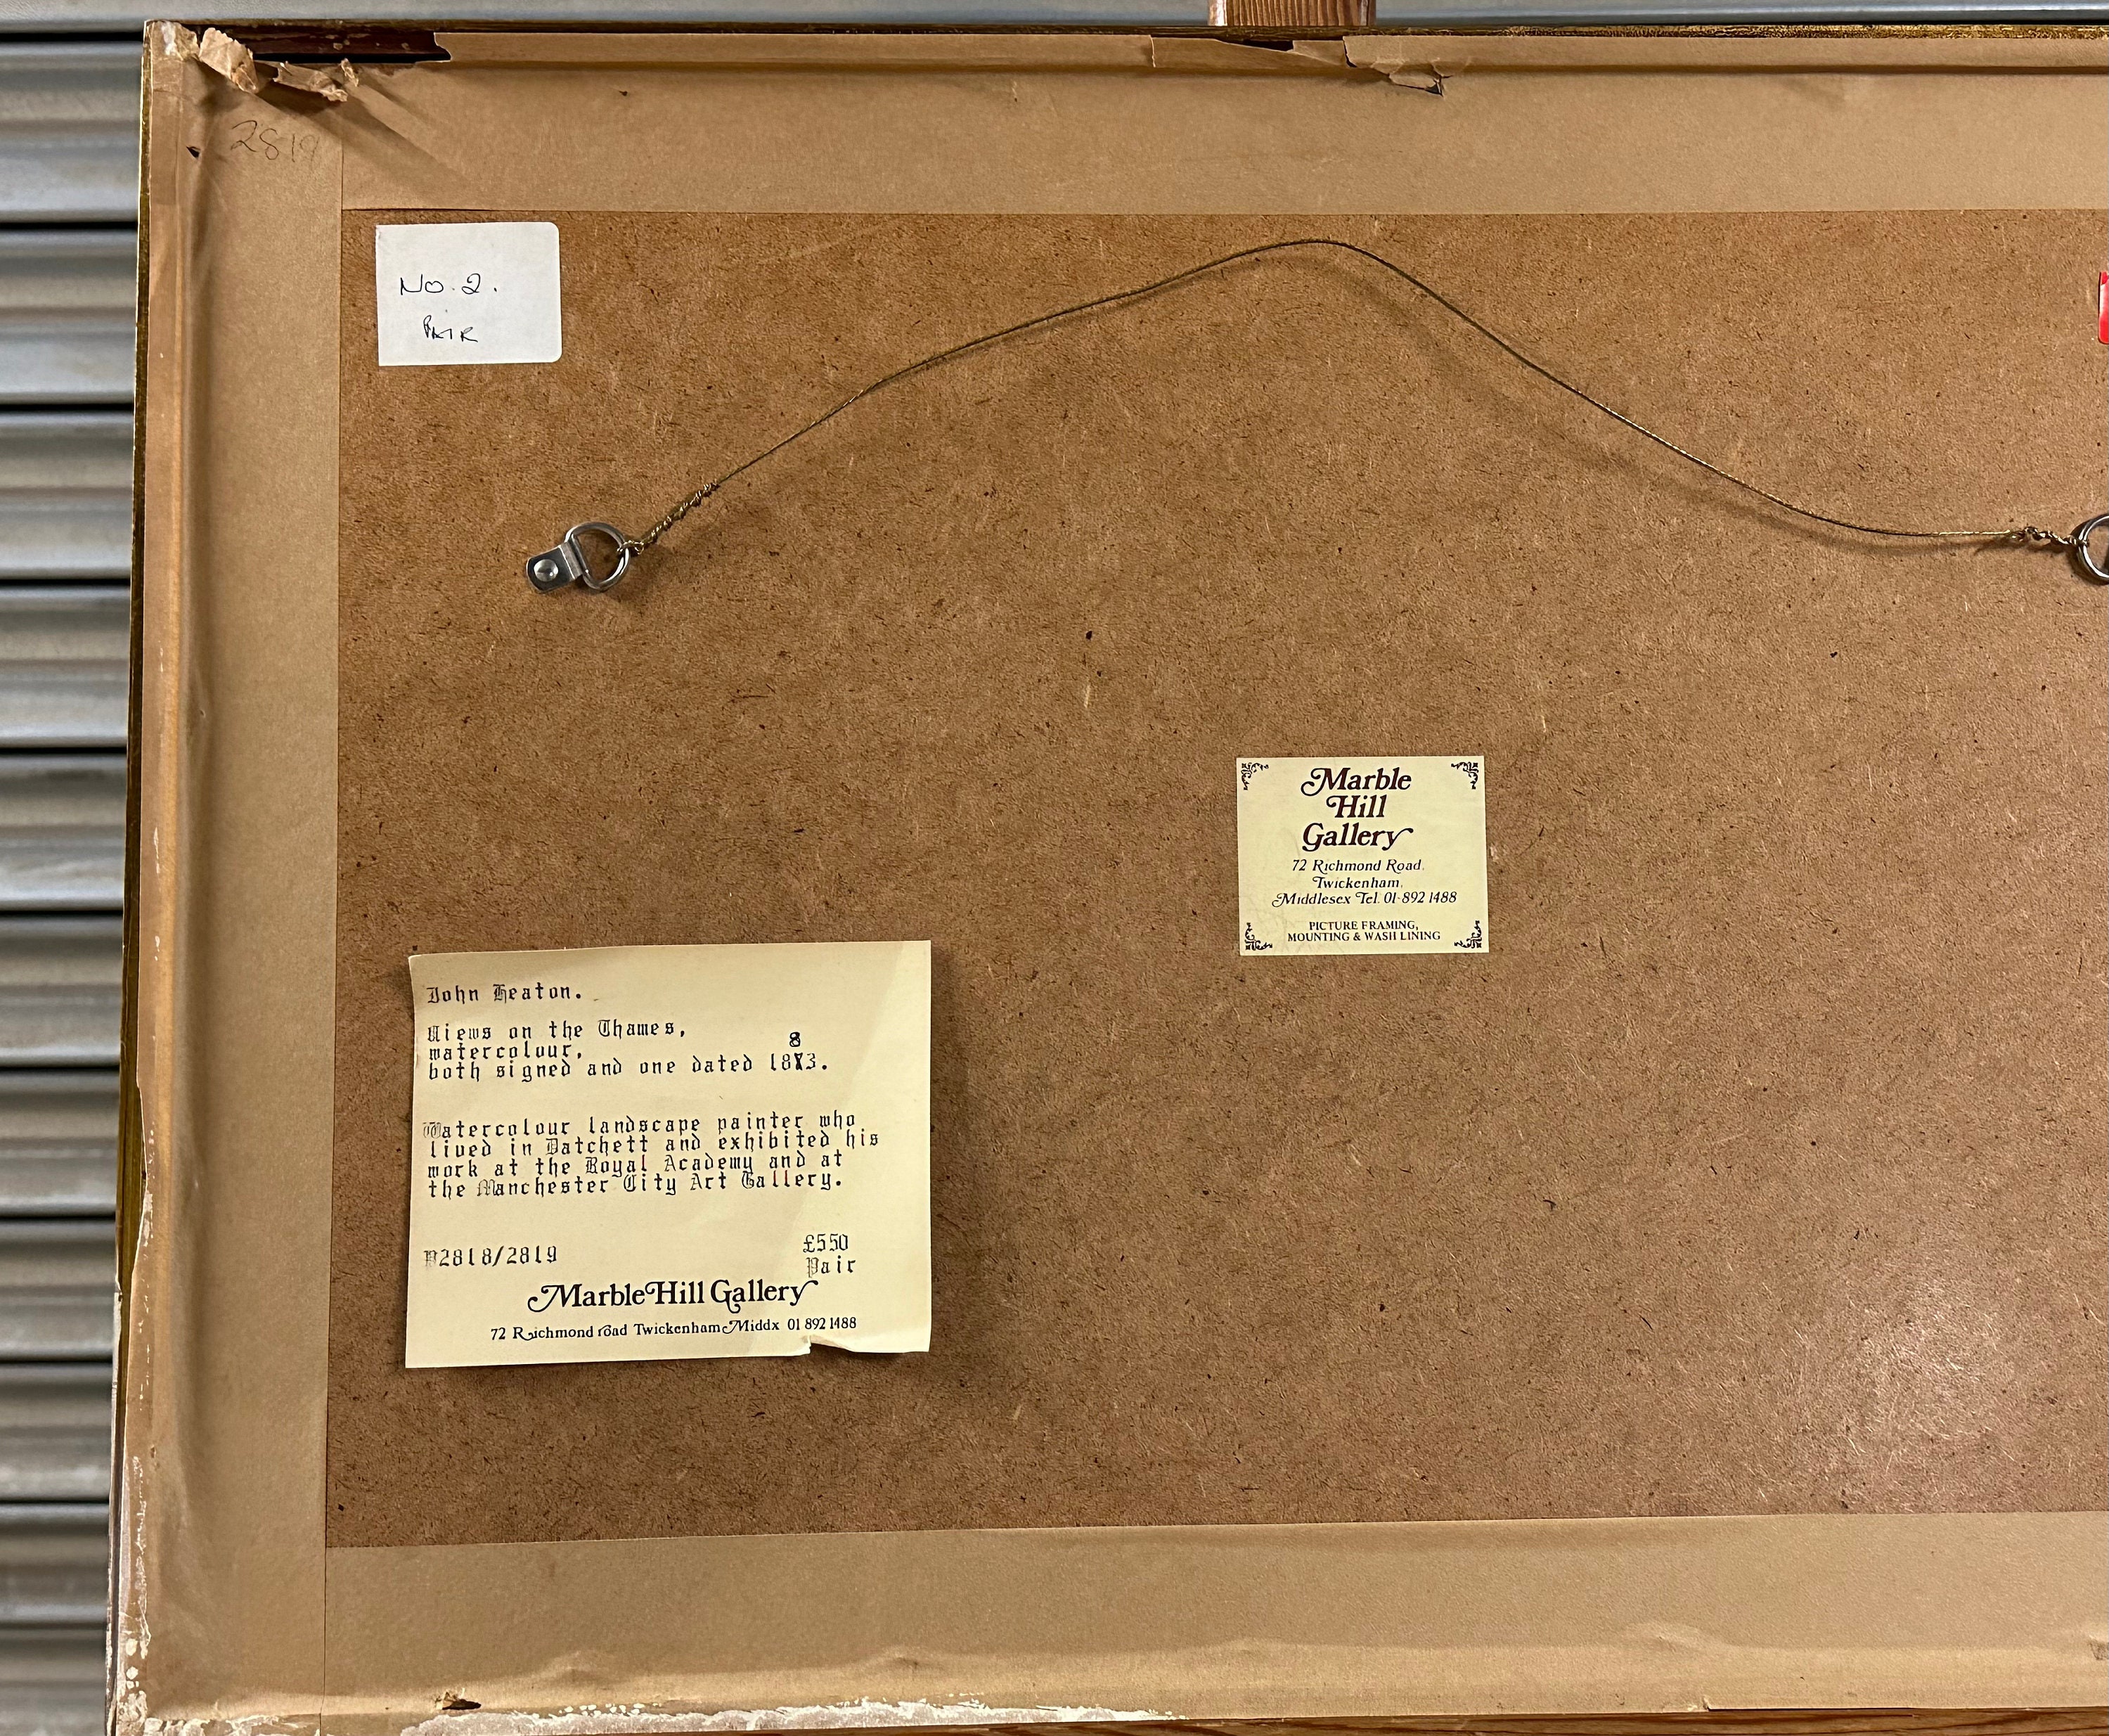 2819
No. 2.
PAIR
Marble
Hill
Gallery
72 Richmond Road,
Twickenham,
Middlesex Tel. 01-892 1488
PICTURE FRAMING,
MOUNTING & WASH LINING
John Heaton.
Views on the Thames,
watercolour,
8
both signed and one dated 18X3.
Watercolour landscape painter who
lived in Datchett and exhibited his
work at the Royal Academy and at
the Manchester City Art Gallery.
P2818/2819
£550
Pair
Marble Hill Gallery
72 Richmond road Twickenham Middx 01 892 1488